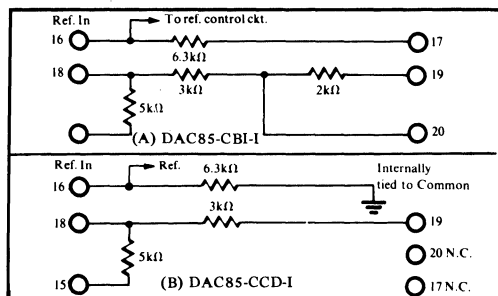 Ref. In
To ref. control ckt.
16
6.3kΩ
17
18
3kΩ
2kΩ
19
5kΩ
20
(A) DAC85-CBI-I
Ref. In
Ref.
6.3kΩ
Internally
tied to Common
16
18
3kΩ
19
5kΩ
20 N.C.
15
(B) DAC85-CCD-I
17 N.C.